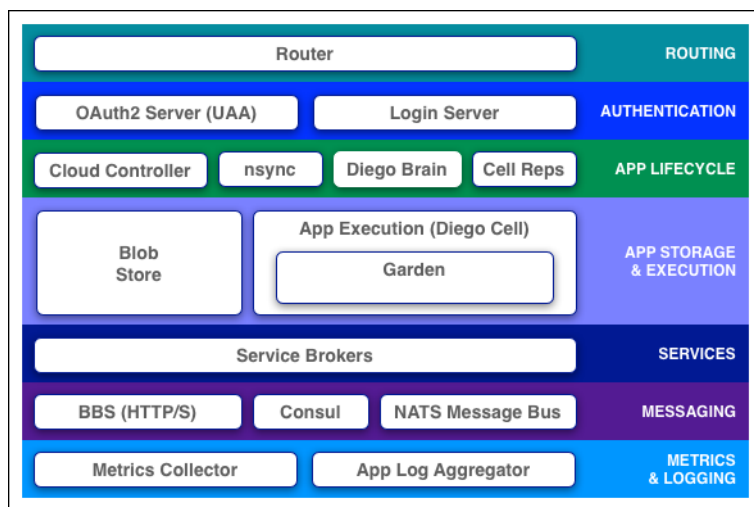 Router
ROUTING
OAuth2 Server (UAA)
Login Server
AUTHENTICATION
Cloud Controller
nsync
Diego Brain
Cell Reps
APP LIFECYCLE
Blob
Store
App Execution (Diego Cell)
Garden
APP STORAGE
& EXECUTION
Service Brokers
SERVICES
BBS (HTTP/S)
Consul
NATS Message Bus
MESSAGING
Metrics Collector
App Log Aggregator
METRICS
& LOGGING